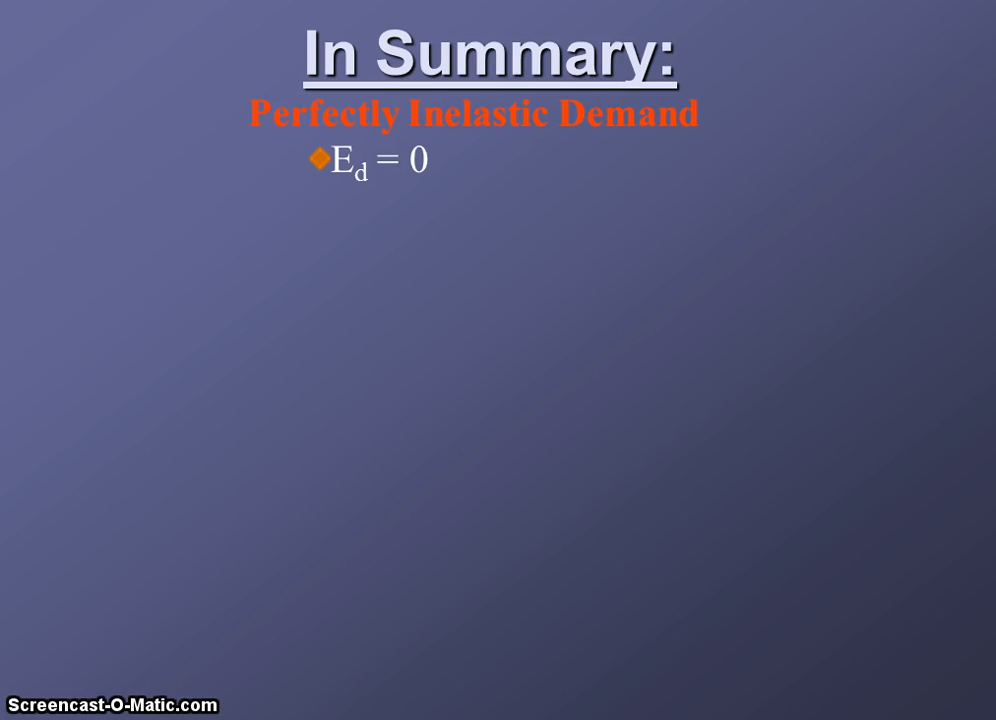 In Summary:
Perfectly Inelastic Demand
Ed = 0
Screencast-O-Matic.com